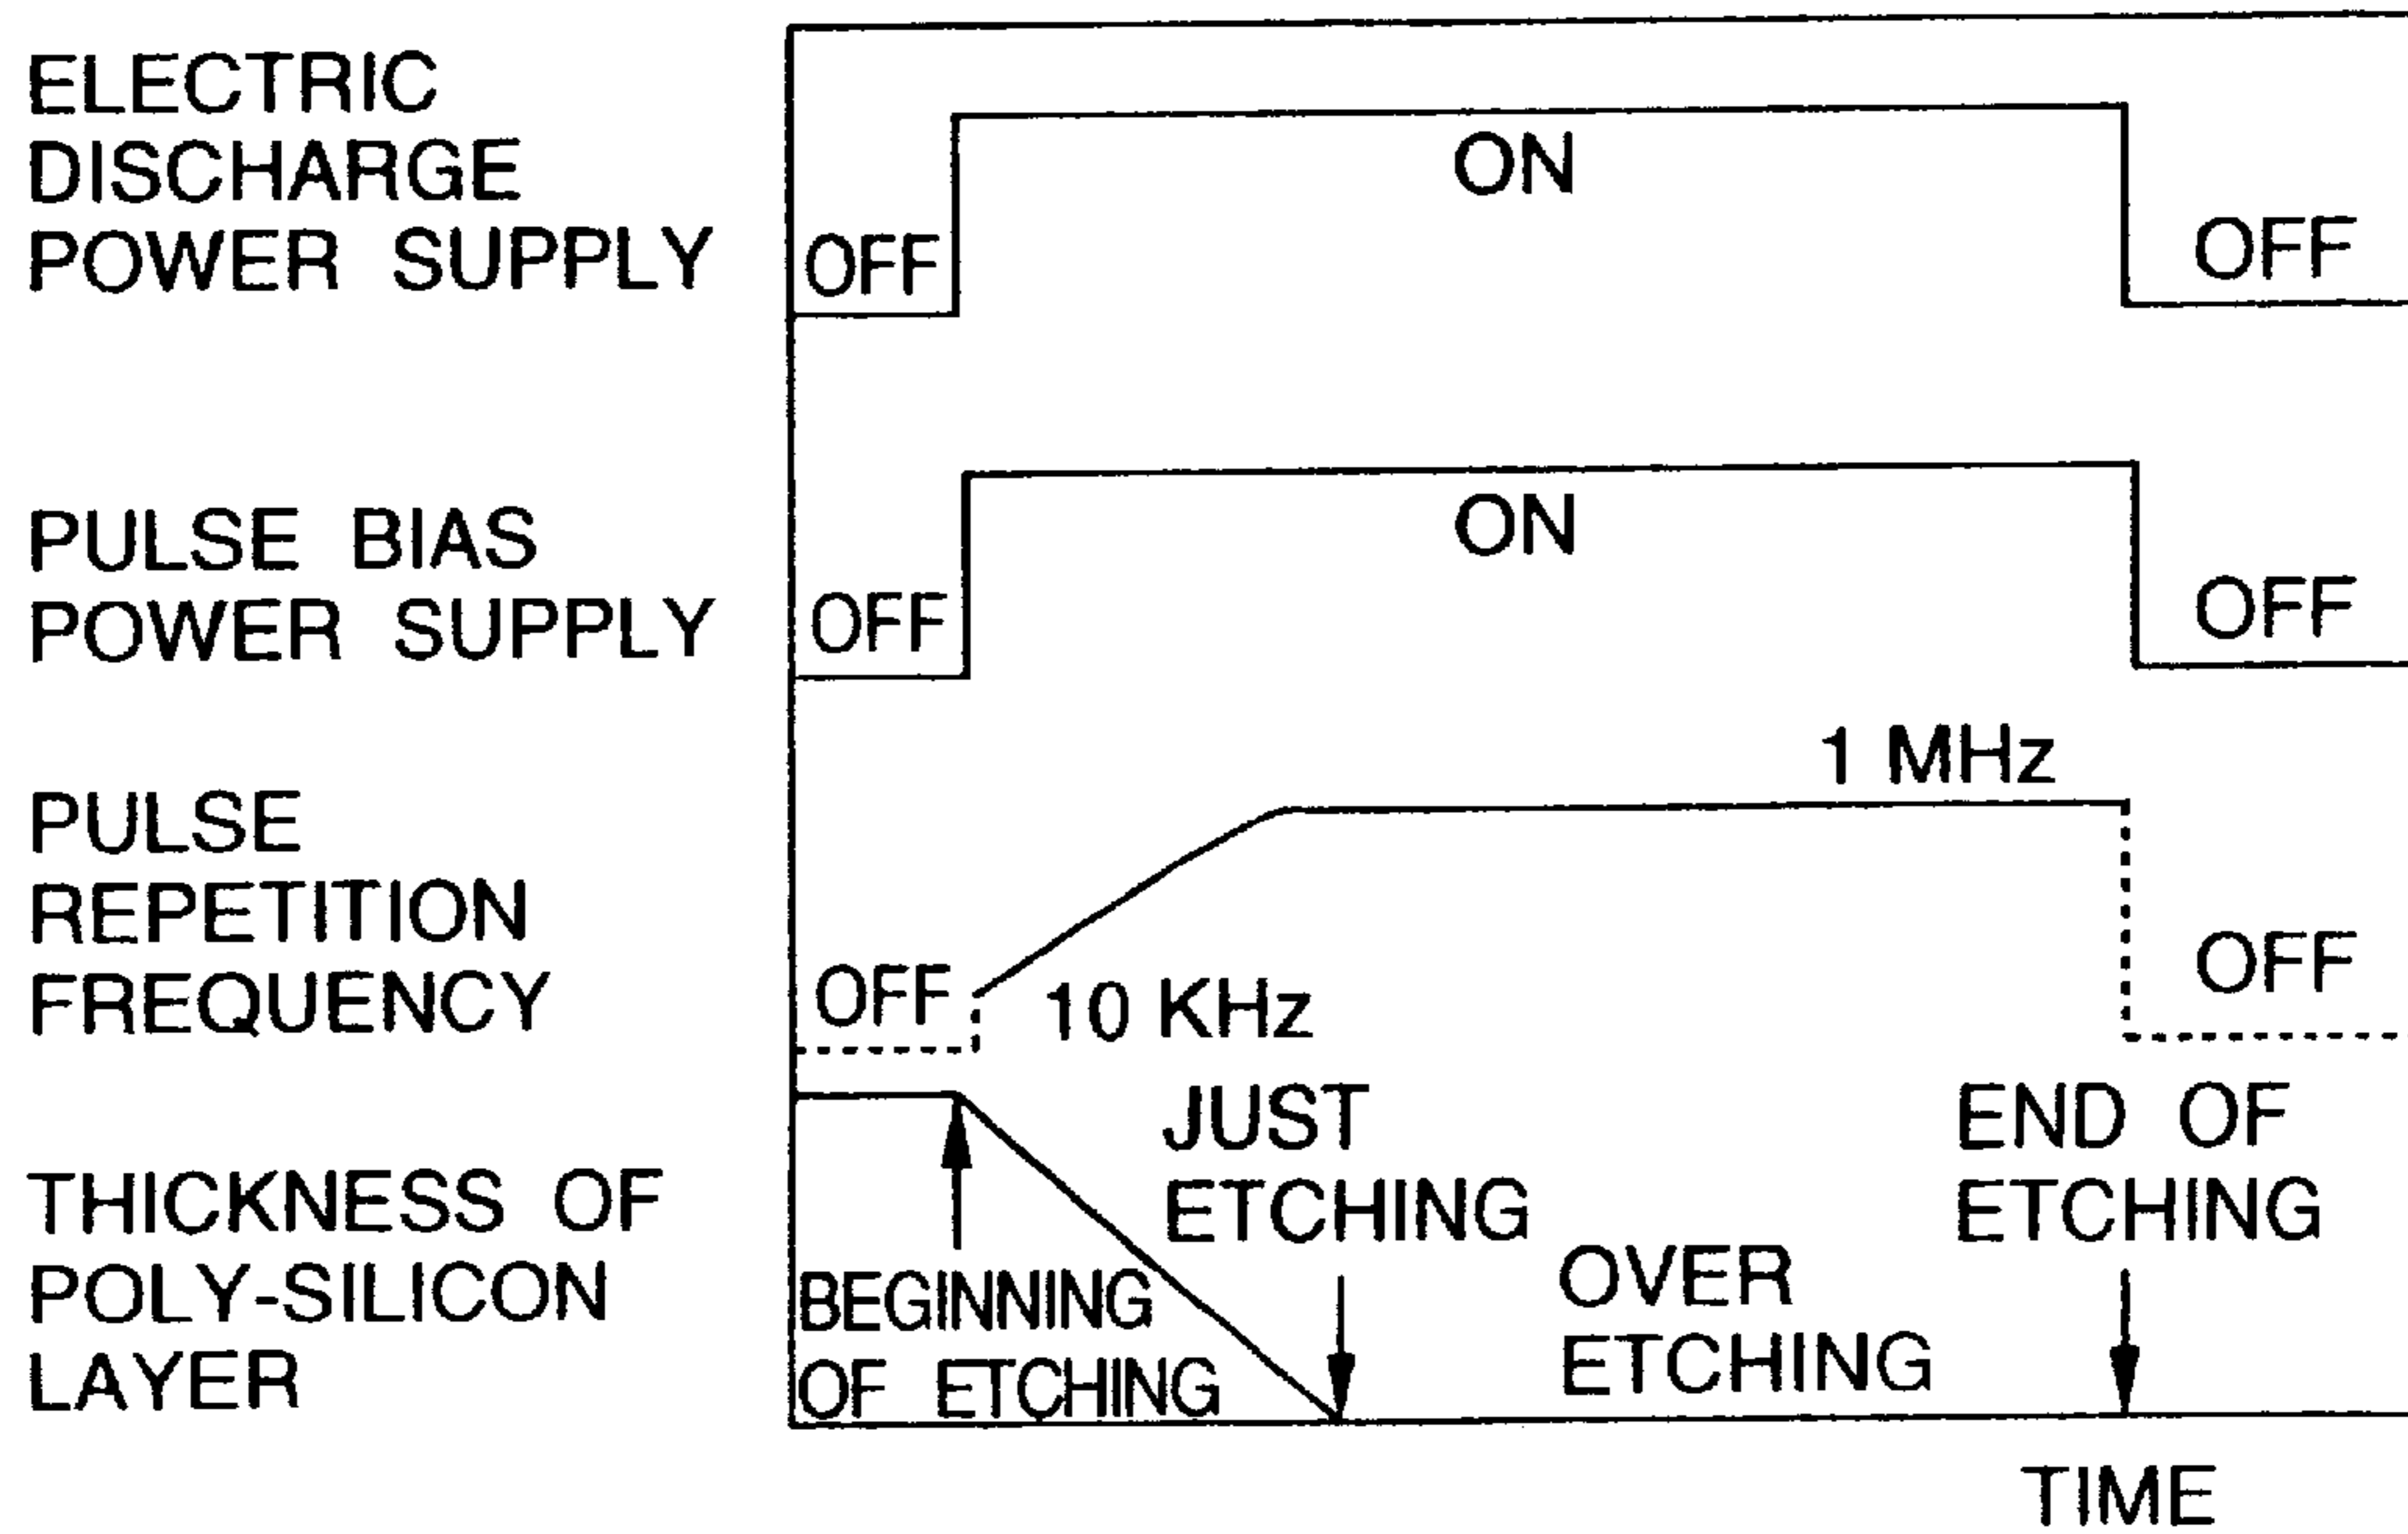 ELECTRIC
DISCHARGE
POWER SUPPLY
OFF
ON
OFF
PULSE BIAS
POWER SUPPLY
OFF
ON
OFF
PULSE
REPETITION
FREQUENCY
OFF
10 KHz
1 MHz
OFF
THICKNESS OF
POLY-SILICON
LAYER
BEGINNING
OF ETCHING
JUST
ETCHING
OVER
ETCHING
END OF
ETCHING
TIME